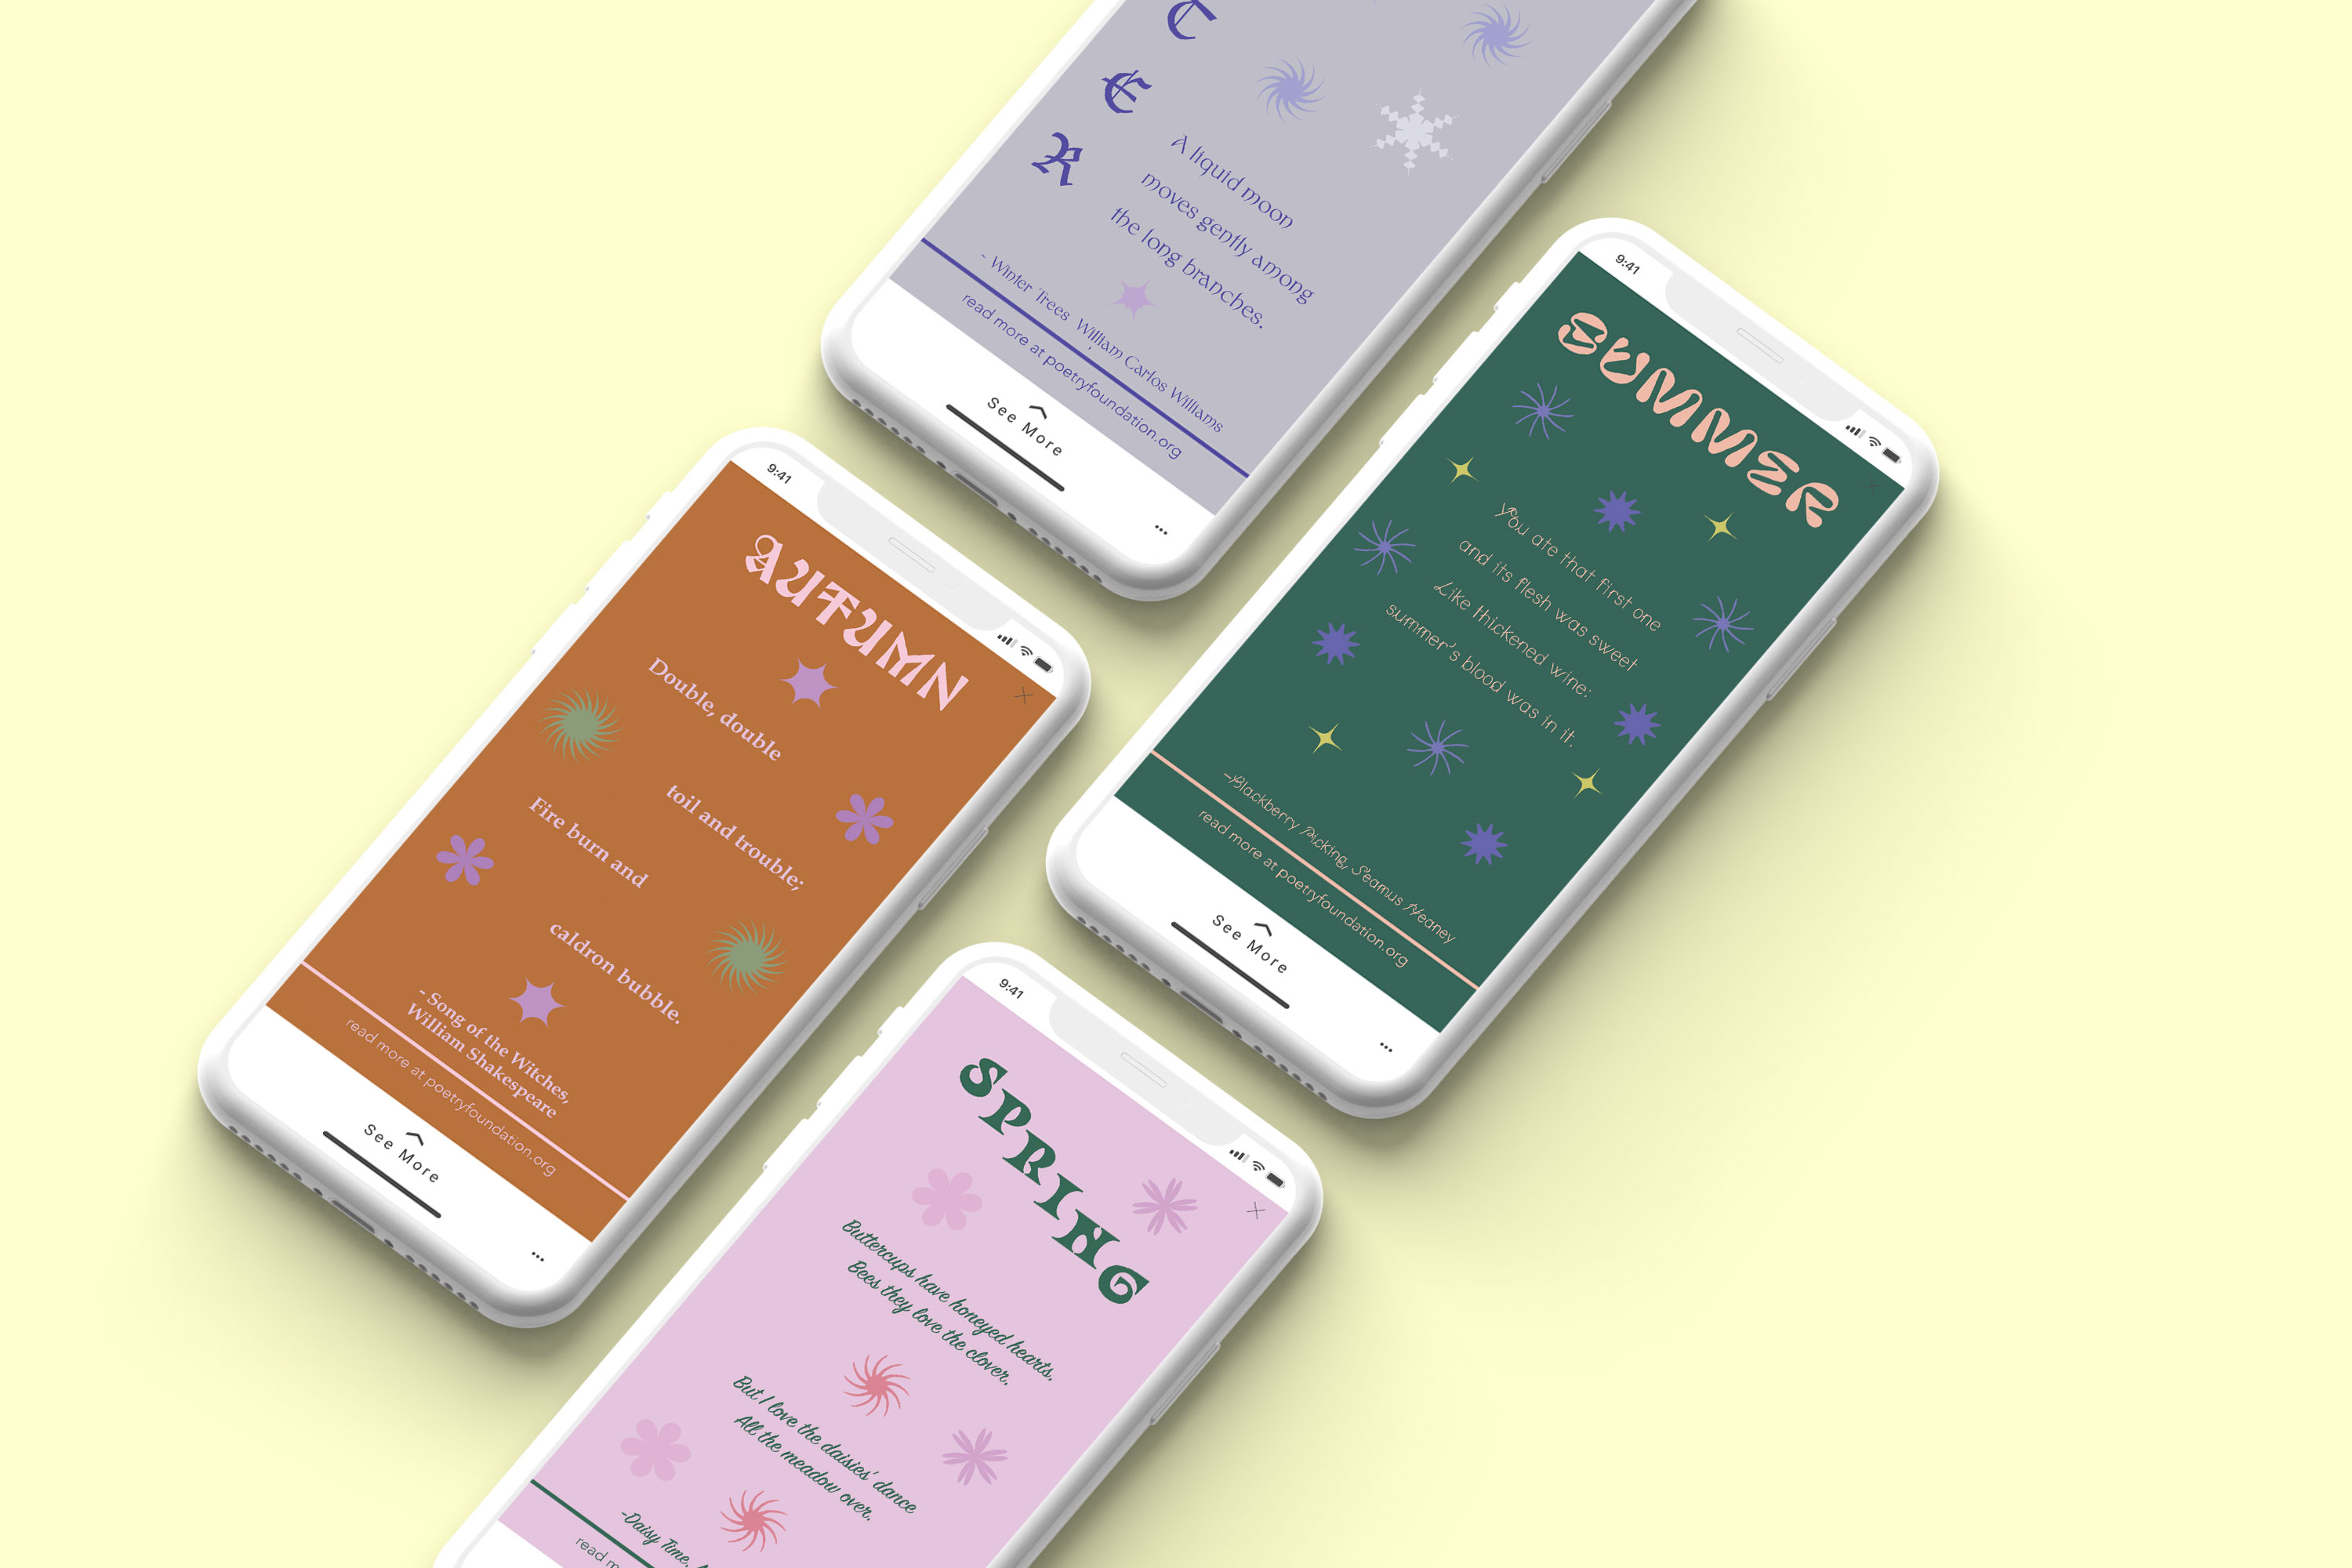 T
E
R
A liquid moon
moves gently among
the long branches.
- Winter Trees William Carlos Williams
read more at poetryfoundation.org
See More
...
9:41
SUMMER
You ate that first one
and its flesh was sweet
Like thickened wine:
summer's blood was in it.
-Blackberry Picking, Seamus Heaney
read more at poetryfoundation.org
See More
...
9:41
AUTUMN
Double, double
toil and trouble;
Fire burn and
caldron bubble.
- Song of the Witches,
William Shakespeare
read more at poetryfoundation.org
See More
...
9:41
SPRING
Buttercups have honeyed hearts,
Bees they love the clover,
But I love the daisies' dance
All the meadow over.
-Daisy Time,
read